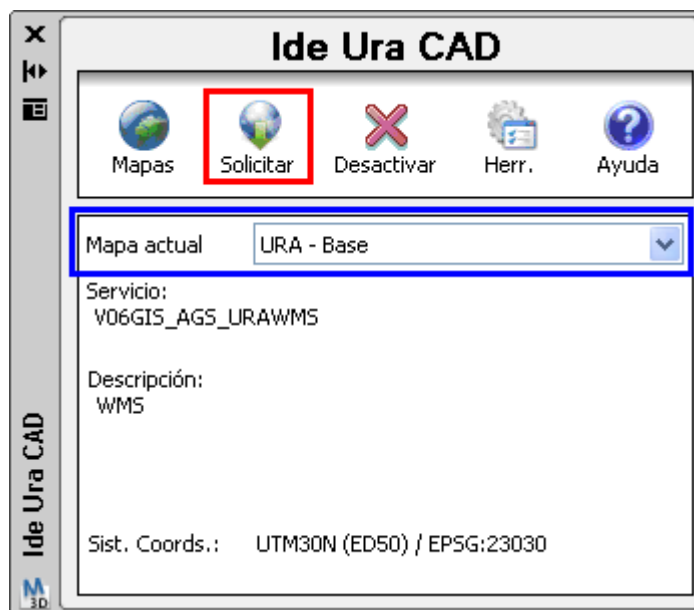 Ide Ura CAD
Mapas Solicitar Desactivar Herr. Ayuda
Mapa actual URA - Base
Servicio:
V06GIS_AGS_URAWMS
Descripción:
WMS
Sist. Coords.: UTM30N (ED50) / EPSG:23030
Ide Ura CAD
M
3D